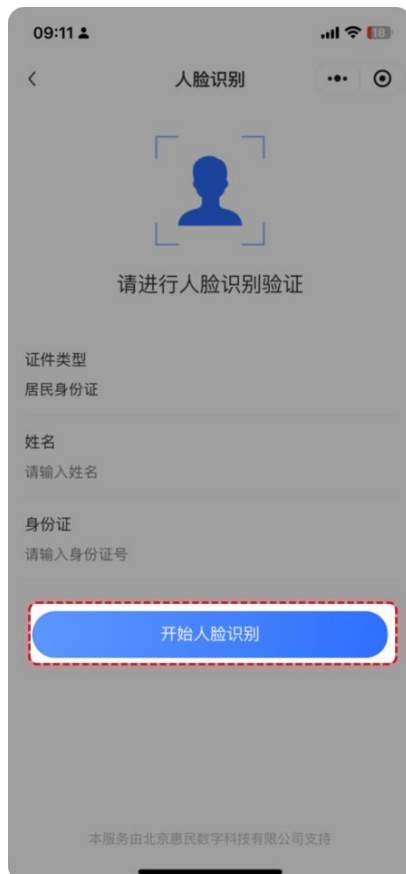 09:11
18
人脸识别
请进行人脸识别验证
证件类型
居民身份证
姓名
请输入姓名
身份证
请输入身份证号
开始人脸识别
本服务由北京惠民数字科技有限公司支持